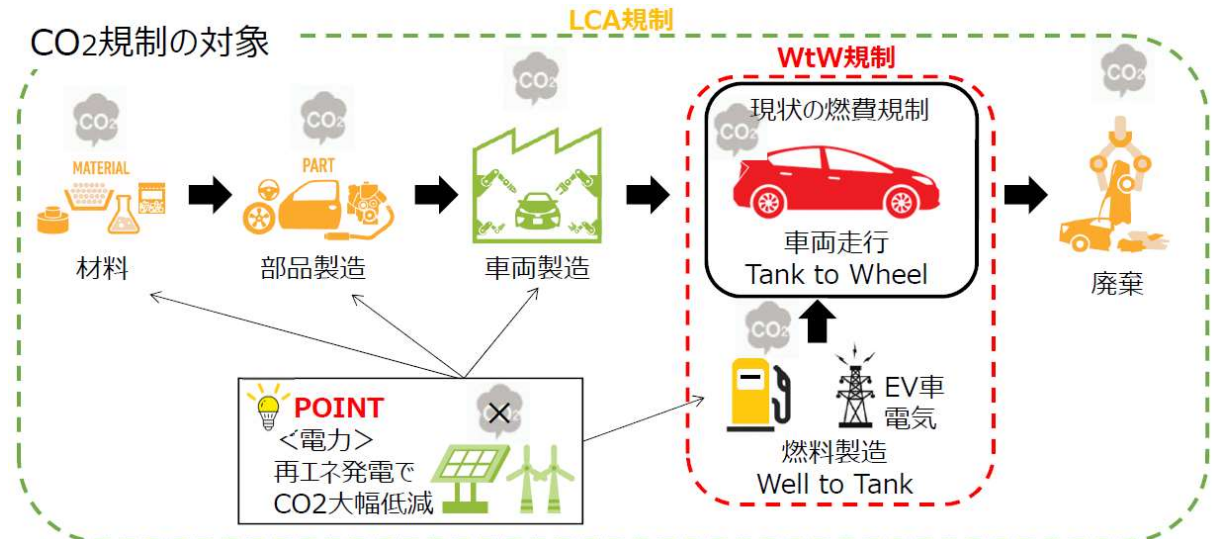 LCA規制
CO2規制の対象
WtW規制
CO2
CO2
CO2
CO2
CO2
現状の燃費規制
MATERIAL
PART
材料
部品製造
車両製造
車両走行
Tank to Wheel
廃棄
CO2
POINT
<電力>
再エネ発電で
CO2大幅低減
CO2
EV車
電気
燃料製造
Well to Tank